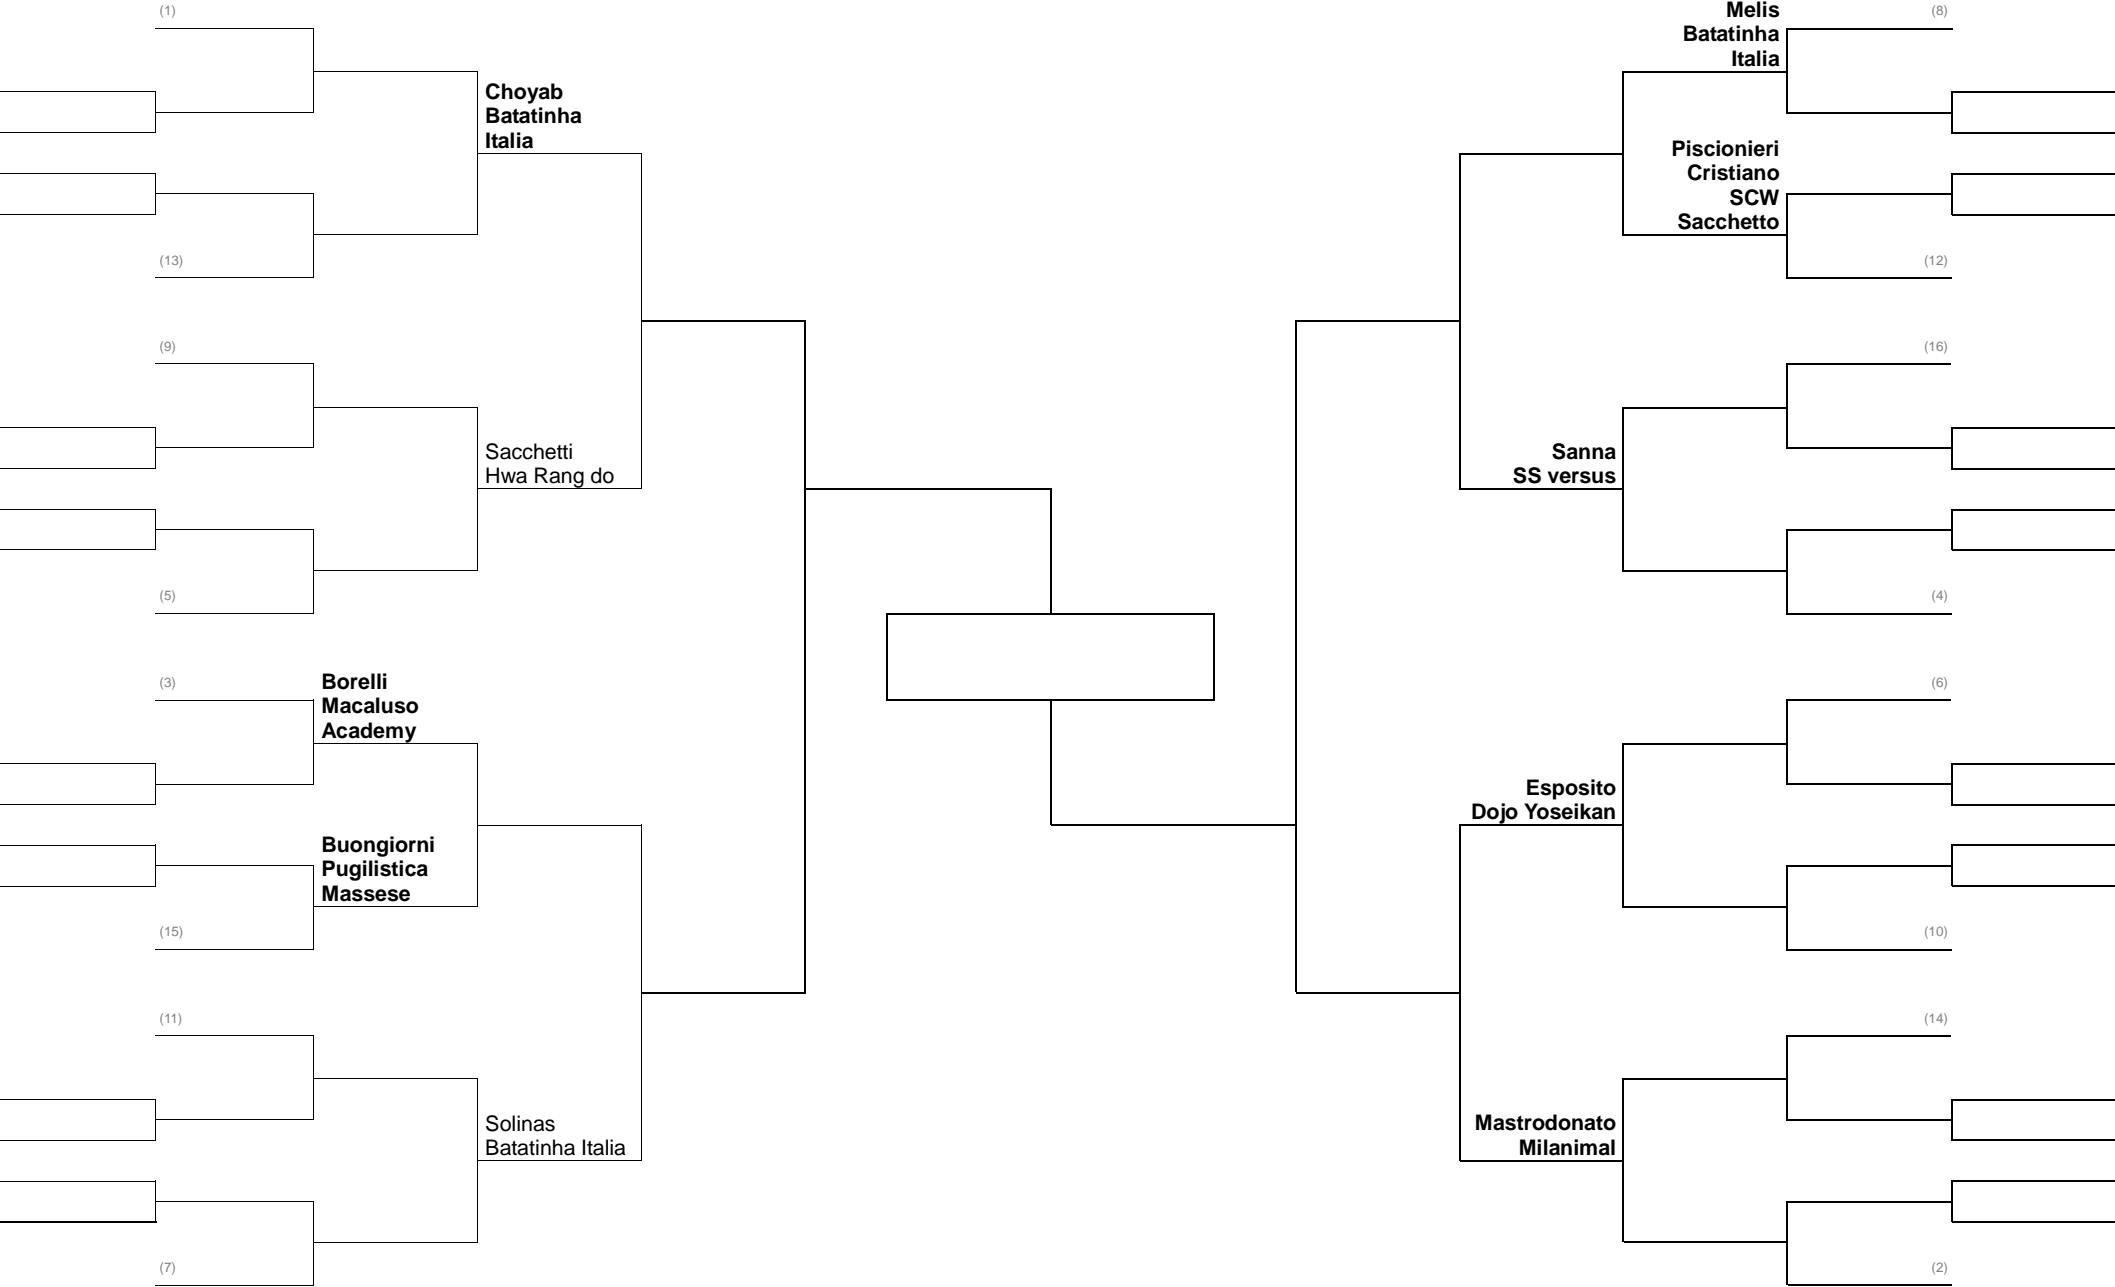 (1)
Choyab
Batatinha
Italia
(13)
(9)
Sacchetti
Hwa Rang do
(5)
(3)
Borelli
Macaluso
Academy
Buongiorni
Pugilistica
Massese
(15)
(11)
Solinas
Batatinha Italia
(7)
Melis
Batatinha
Italia
(8)
Piscionieri
Cristiano
SCW
Sacchetto
(12)
(16)
Sanna
SS versus
(4)
(6)
Esposito
Dojo Yoseikan
(10)
(14)
Mastrodonato
Milanimal
(2)